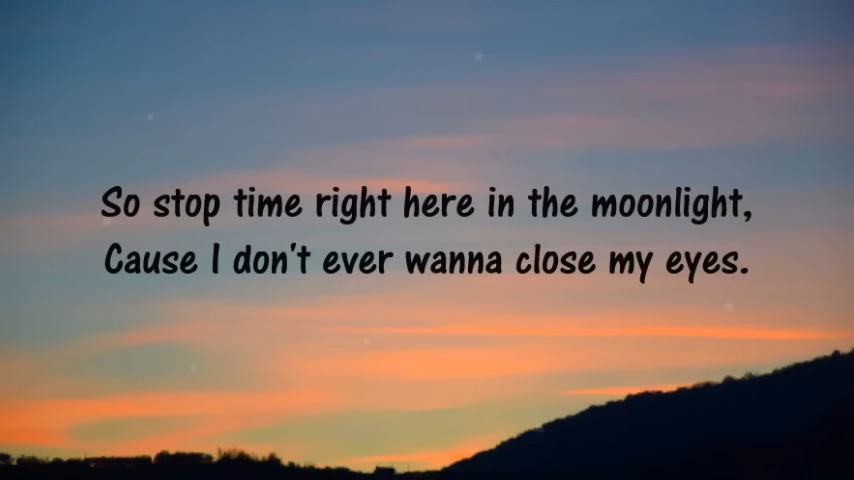 So stop time right here in the moonlight,
Cause I don't ever wanna close my eyes.